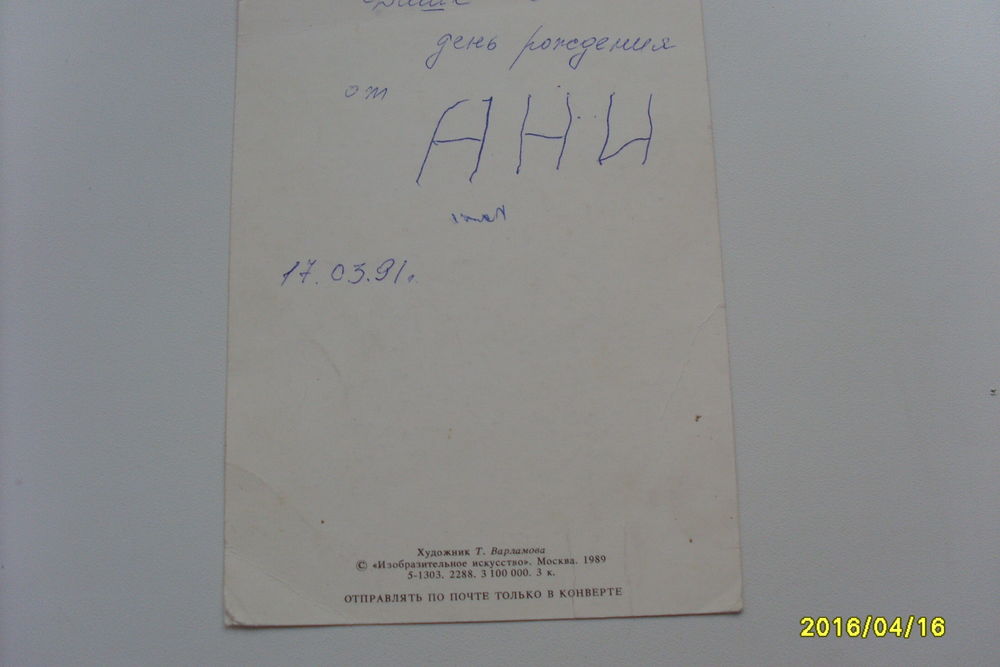 день рождения
от
АНИ
17.03.91г.
Художник Т. Варламова
© «Изобразительное искусство». Москва. 1989
5-1303. 2288. 3 100 000. 3 к.
ОТПРАВЛЯТЬ ПО ПОЧТЕ ТОЛЬКО В КОНВЕРТЕ
2016/04/16